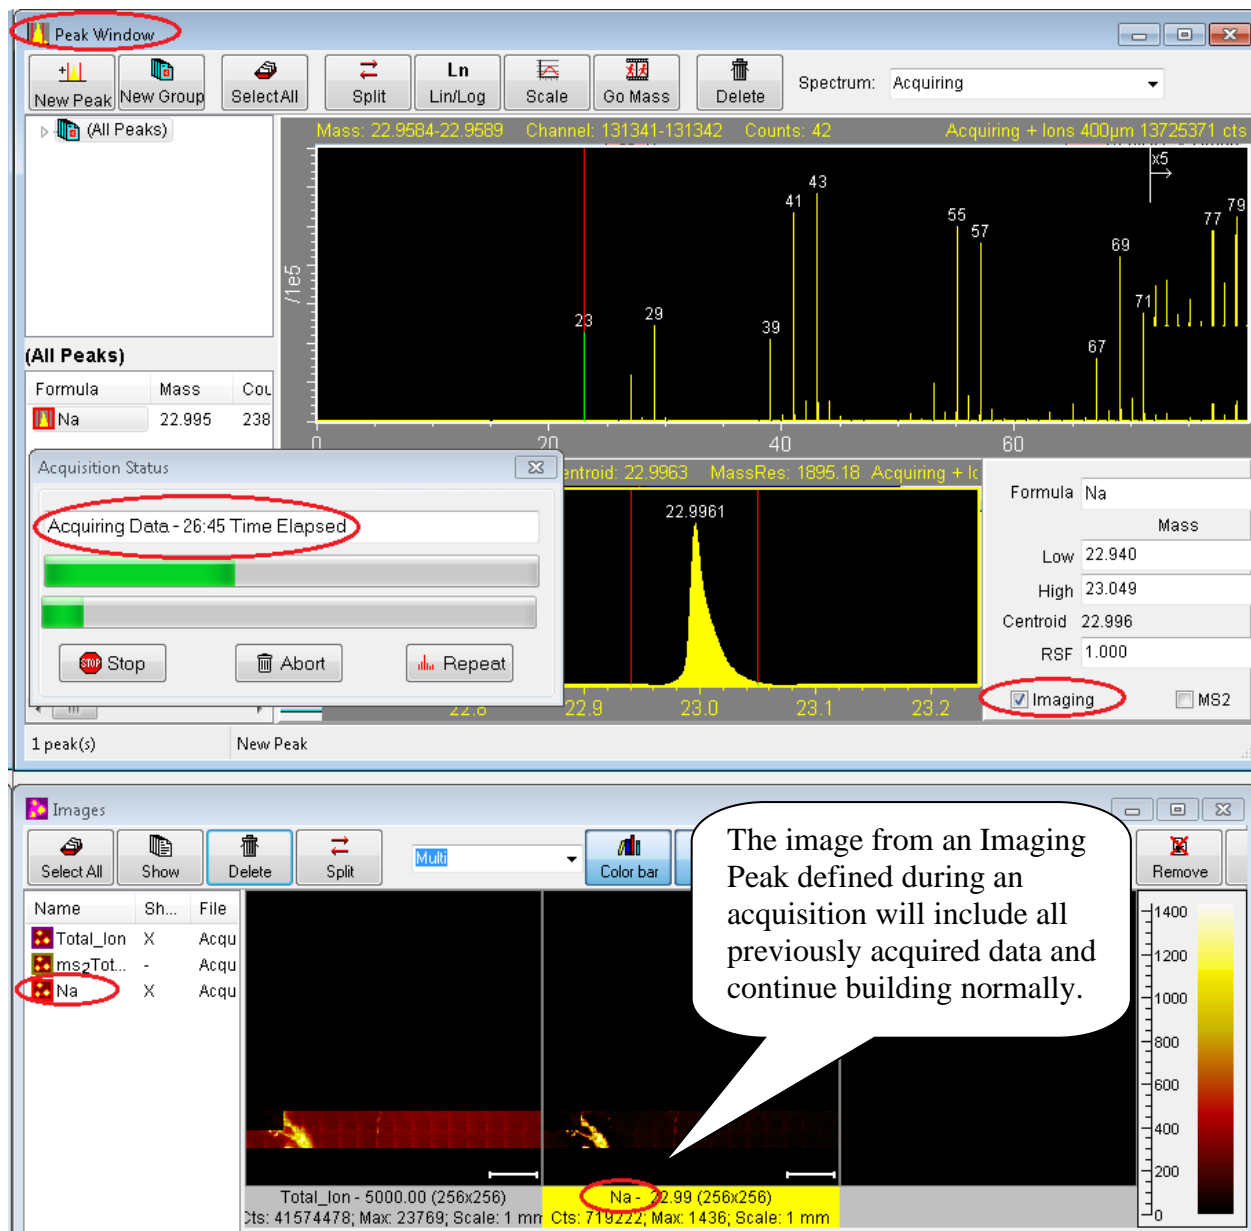 Peak Window
New Peak New Group Select All Split Ln Lin/Log Scale Go Mass Delete Spectrum: Acquiring
(All Peaks)
Mass: 22.9584-22.9589 Channel: 131341-131342 Counts: 42 Acquiring + Ions 400µm 13725371 cts
x5
/1e5
23 29 39 41 43 55 57 67 69 71 77 79
0 20 40 60
(All Peaks)
Formula Mass Cou
Na 22.995 238
Acquisition Status
Acquiring Data - 26:45 Time Elapsed
STOP Stop Abort Repeat
entroid: 22.9963 MassRes: 1895.18 Acquiring + Ic
22.9961
22.8 22.9 23.0 23.1 23.2
Formula Na
Mass
Low 22.940
High 23.049
Centroid 22.996
RSF 1.000
Imaging MS2
1 peak(s) New Peak
Images
Select All Show Delete Split Multi Color bar Remove
The image from an Imaging
Peak defined during an
acquisition will include all
previously acquired data and
continue building normally.
Name Sh... File
Total_Ion X Acqu
ms2Tot... - Acqu
Na X Acqu
1400
1200
1000
800
600
400
200
0
Total_Ion - 5000.00 (256x256)
Cts: 41574478; Max: 23769; Scale: 1 mm
Na - 22.99 (256x256)
Cts: 719222; Max: 1436; Scale: 1 mm